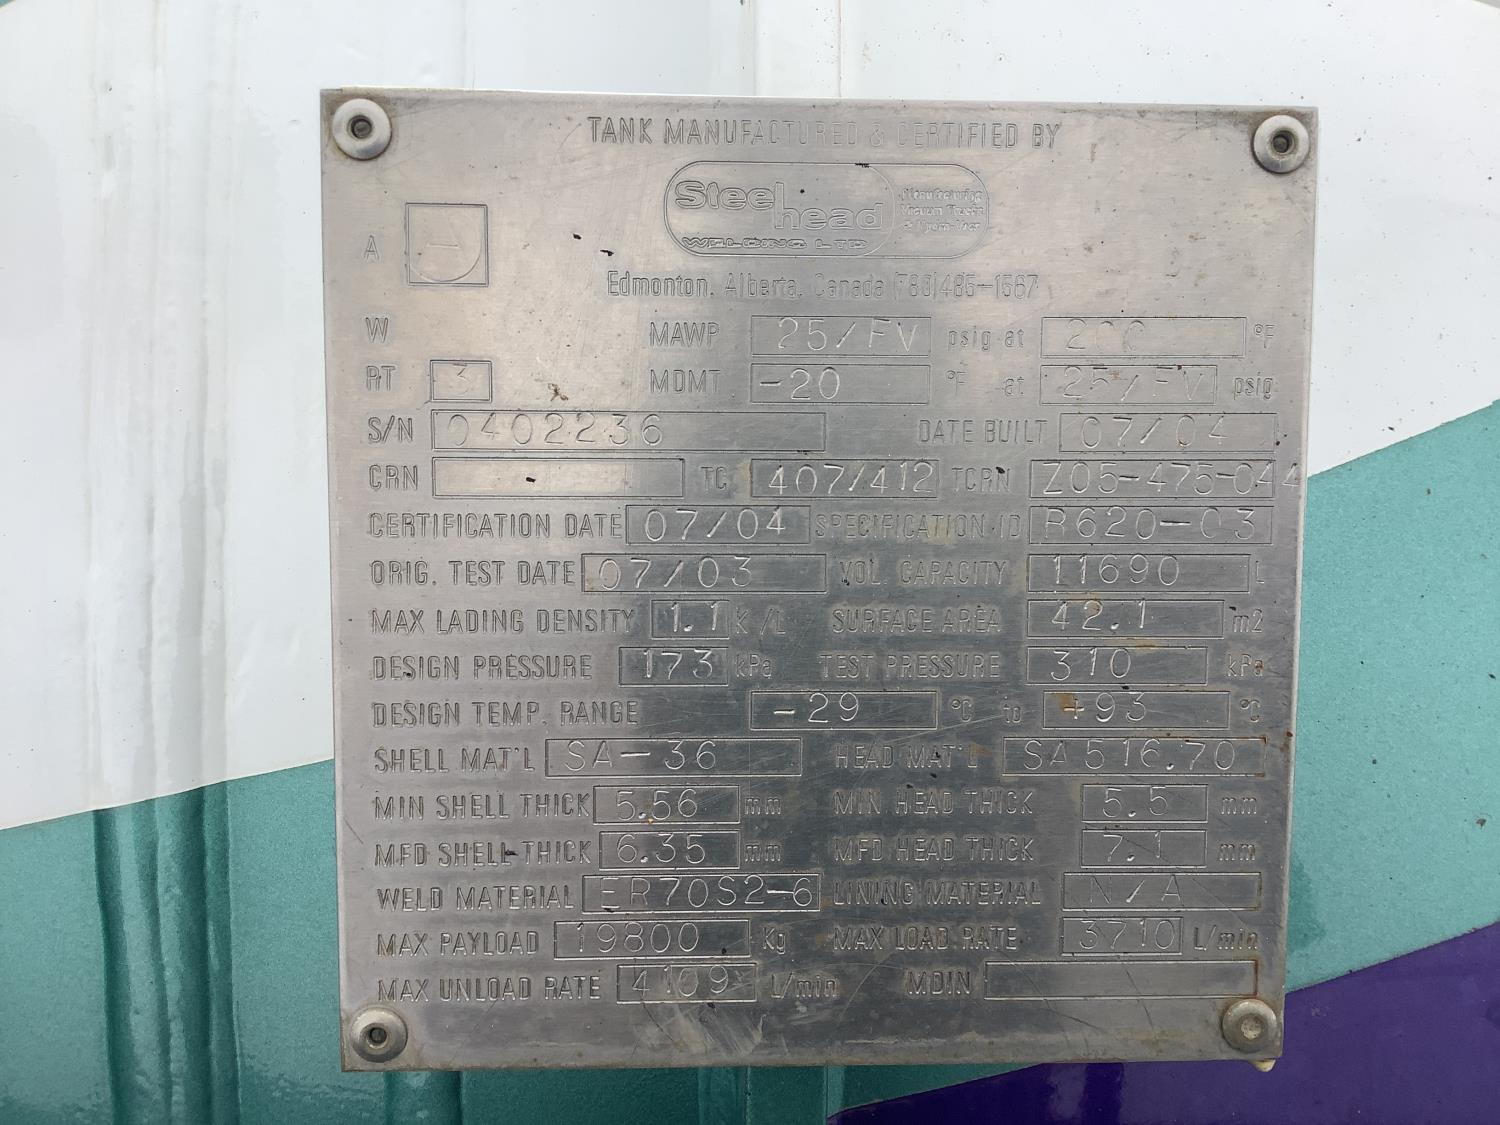 TANK MANUFACTURED & CERTIFIED BY
Steelhead
WELDING LTD
Manufacturing
Vacuum Trucks
Edmonton, Alberta, Canada (780)485-1567
A
W MAWP 25/FV psig at 200 °F
RT 3 MDMT -20 °F at 25/FV psig
S/N 0402236 DATE BUILT 07/04
CRN TC 407/412 TCRN Z05-475-044
CERTIFICATION DATE 07/04 SPECIFICATION ID R620-03
ORIG. TEST DATE 07/03 VOL. CAPACITY 11690 L
MAX LADING DENSITY 1.1 k /L SURFACE AREA 42.1 m2
DESIGN PRESSURE 173 kPa TEST PRESSURE 310 kPa
DESIGN TEMP. RANGE -29 °C to +93 °C
SHELL MAT'L SA-36 HEAD MAT'L SA516.70
MIN SHELL THICK 5.56 mm MIN HEAD THICK 5.5 mm
MFD SHELL THICK 6.35 mm MFD HEAD THICK 7.1 mm
WELD MATERIAL ER70S2-6 LINING MATERIAL N/A
MAX PAYLOAD 19800 Kg MAX LOAD RATE 3710 L/min
MAX UNLOAD RATE 4109 L/min MDIN